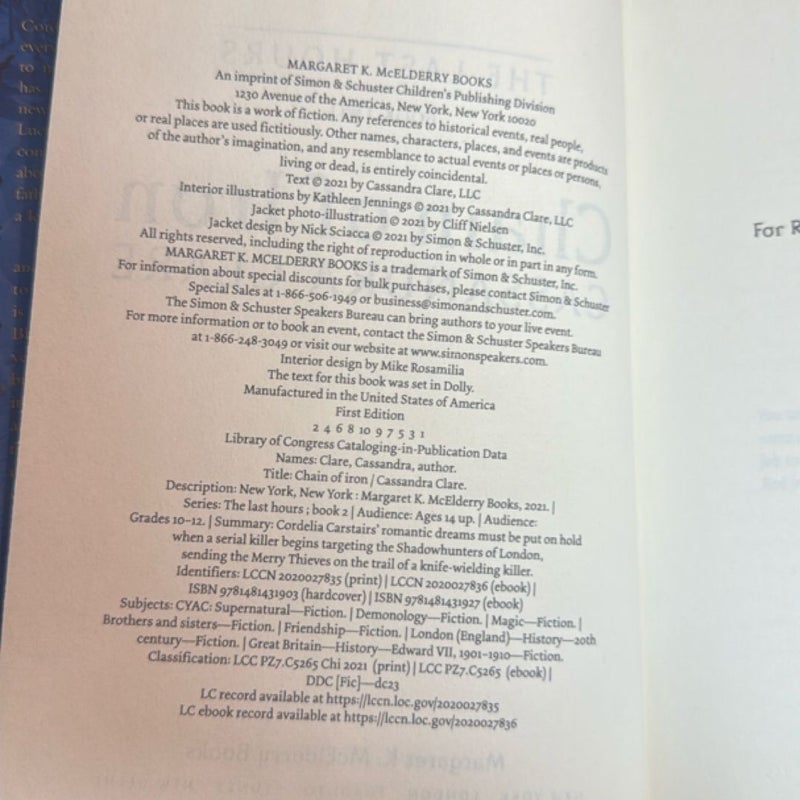 MARGARET K. McELDERRY BOOKS
An imprint of Simon & Schuster Children's Publishing Division
1230 Avenue of the Americas, New York, New York 10020
This book is a work of fiction. Any references to historical events, real people,
or real places are used fictitiously. Other names, characters, places, and events are products
of the author's imagination, and any resemblance to actual events or places or persons,
living or dead, is entirely coincidental.
Text © 2021 by Cassandra Clare, LLC
Interior illustrations by Kathleen Jennings © 2021 by Cassandra Clare, LLC
Jacket photo-illustration © 2021 by Cliff Nielsen
Jacket design by Nick Sciacca © 2021 by Simon & Schuster, Inc.
All rights reserved, including the right of reproduction in whole or in part in any form.
MARGARET K. MCELDERRY BOOKS is a trademark of Simon & Schuster, Inc.
For information about special discounts for bulk purchases, please contact Simon & Schuster
Special Sales at 1-866-506-1949 or business@simonandschuster.com.
The Simon & Schuster Speakers Bureau can bring authors to your live event.
For more information or to book an event, contact the Simon & Schuster Speakers Bureau
at 1-866-248-3049 or visit our website at www.simonspeakers.com.
Interior design by Mike Rosamilia
The text for this book was set in Dolly.
Manufactured in the United States of America
First Edition
2 4 6 8 10 9 7 5 3 1
Library of Congress Cataloging-in-Publication Data
Names: Clare, Cassandra, author.
Title: Chain of iron / Cassandra Clare.
Description: New York, New York : Margaret K. McElderry Books, 2021. |
Series: The last hours ; book 2 | Audience: Ages 14 up. | Audience:
Grades 10–12. | Summary: Cordelia Carstairs' romantic dreams must be put on hold
when a serial killer begins targeting the Shadowhunters of London,
sending the Merry Thieves on the trail of a knife-wielding killer.
Identifiers: LCCN 2020027835 (print) | LCCN 2020027836 (ebook) |
ISBN 9781481431903 (hardcover) | ISBN 9781481431927 (ebook)
Subjects: CYAC: Supernatural—Fiction. | Demonology—Fiction. | Magic—Fiction. |
Brothers and sisters—Fiction. | Friendship—Fiction. | London (England)—History—20th
century—Fiction. | Great Britain—History—Edward VII, 1901–1910—Fiction.
Classification: LCC PZ7.C5265 Chi 2021 (print) | LCC PZ7.C5265 (ebook) |
DDC [Fic]—dc23
LC record available at https://lccn.loc.gov/2020027835
LC ebook record available at https://lccn.loc.gov/2020027836
For R